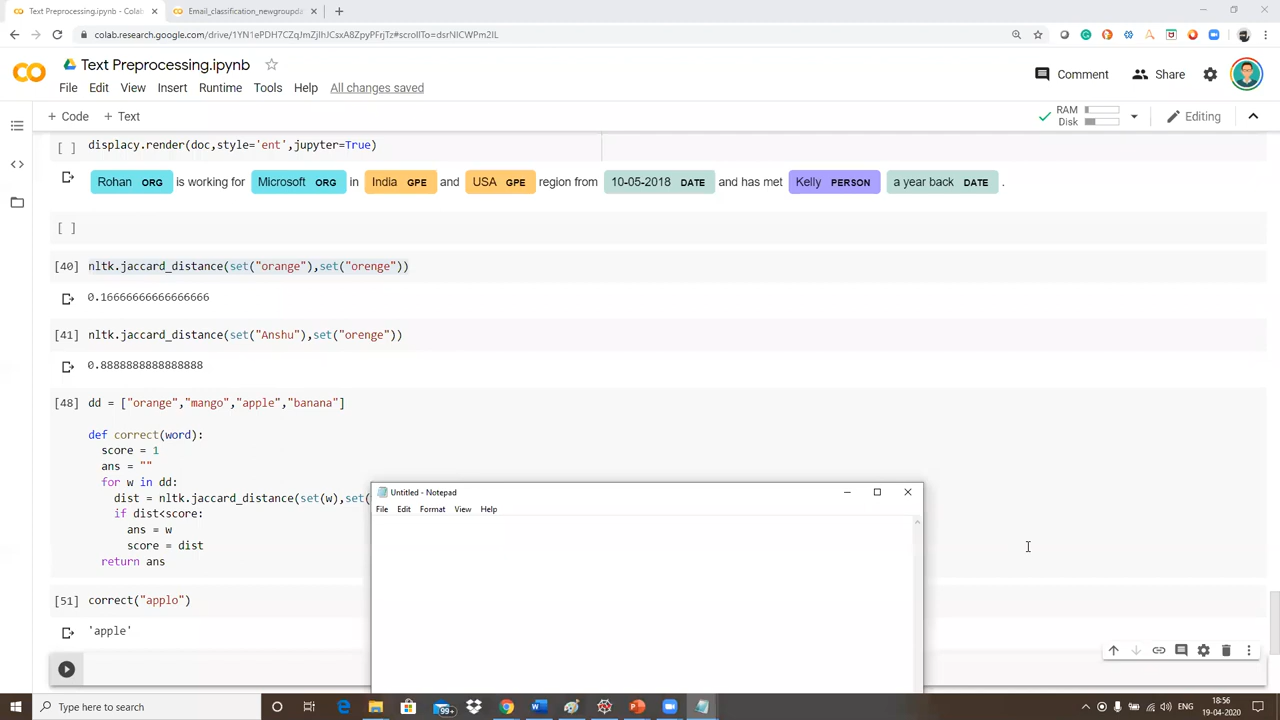 Text Preprocessing.ipynb - Colab
Email_classification_newgroupda
colab.research.google.com/drive/1YN1ePDH7CZqJmZjlhJCsxA8ZpyPFrjTz#scrollTo=dsrNlCWPm2IL
Text Preprocessing.ipynb
File Edit View Insert Runtime Tools Help All changes saved
Comment Share
+ Code + Text
RAM
Disk
Editing
[ ] displacy.render(doc,style='ent',jupyter=True)
Rohan ORG is working for Microsoft ORG in India GPE and USA GPE region from 10-05-2018 DATE and has met Kelly PERSON a year back DATE .
[ ]
[40] nltk.jaccard_distance(set("orange"),set("orenge"))
0.16666666666666666
[41] nltk.jaccard_distance(set("Anshu"),set("orenge"))
0.8888888888888888
[48] dd = ["orange","mango","apple","banana"]
def correct(word):
score = 1
ans = ""
for w in dd:
dist = nltk.jaccard_distance(set(w),set(
if dist<score:
ans = w
score = dist
return ans
Untitled - Notepad
File Edit Format View Help
[51] correct("applo")
'apple'
Type here to search
99+
ENG
18:56
19-04-2020